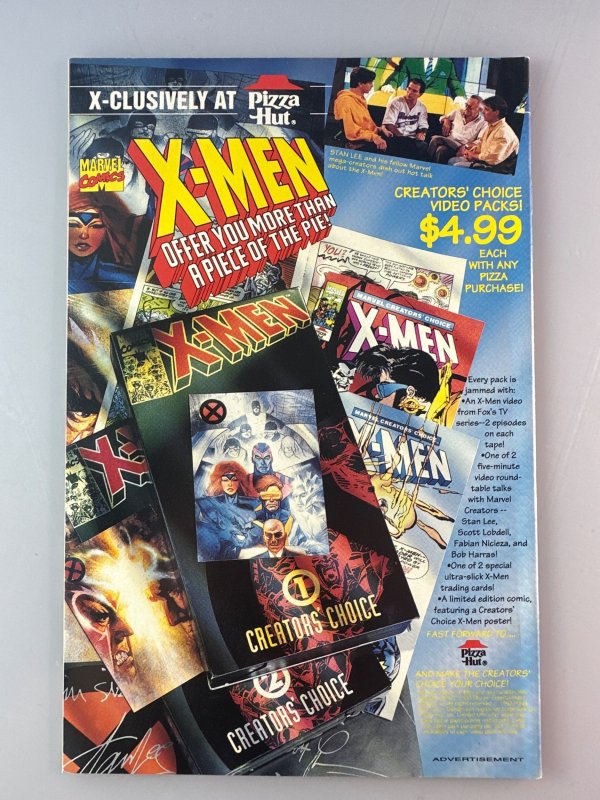 X-CLUSIVELY AT Pizza Hut®
STAN LEE and his fellow Marvel
mega-creators dish out hot talk
about the X-Men!
MARVEL
COMICS
X-MEN
OFFER YOU MORE THAN
A PIECE OF THE PIE!
CREATORS' CHOICE
VIDEO PACKS!
$4.99
EACH
WITH ANY
PIZZA
PURCHASE!
YOU!
MARVEL CREATORS' CHOICE
X-MEN
X-MEN
MARVEL CREATORS' CHOICE
X-MEN
X-
Every pack is
jammed with:
•An X-Men video
from Fox's TV
series--2 episodes
on each
tape!
•One of 2
five-minute
video round-
table talks
with Marvel
Creators --
Stan Lee,
Scott Lobdell,
Fabian Nicieza, and
Bob Harras!
•One of 2 special
ultra-slick X-Men
trading cards!
•A limited edition comic,
featuring a Creators'
Choice X-Men poster!
1
CREATORS' CHOICE
FAST FORWARD TO....
Pizza
Hut®
AND MAKE THE CREATORS'
CHOICE YOUR CHOICE!
2
CREATORS' CHOICE
Stan Lee
ADVERTISEMENT